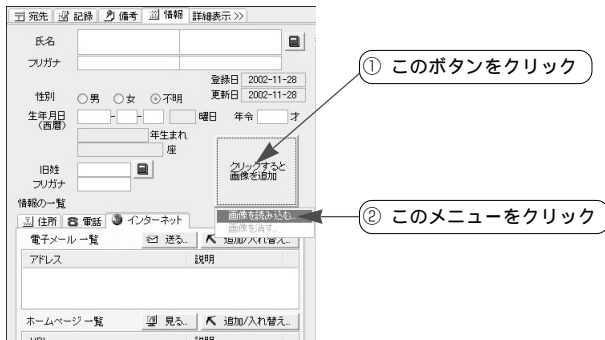 宛先 記録 備考 情報 詳細表示>>
氏名
フリガナ
登録日 2002-11-28
性別 男 女 不明 更新日 2002-11-28
生年月日 - - 曜日 年令 才
(西暦)
年生まれ
座
クリックすると
画像を追加
旧姓
フリガナ
情報の一覧
画像を読み込む...
画像を消す...
住所 電話 インターネット
電子メール一覧 送る... 追加/入れ替え...
アドレス 説明
ホームページ一覧 見る... 追加/入れ替え...
URL 説明
① このボタンをクリック
② このメニューをクリック